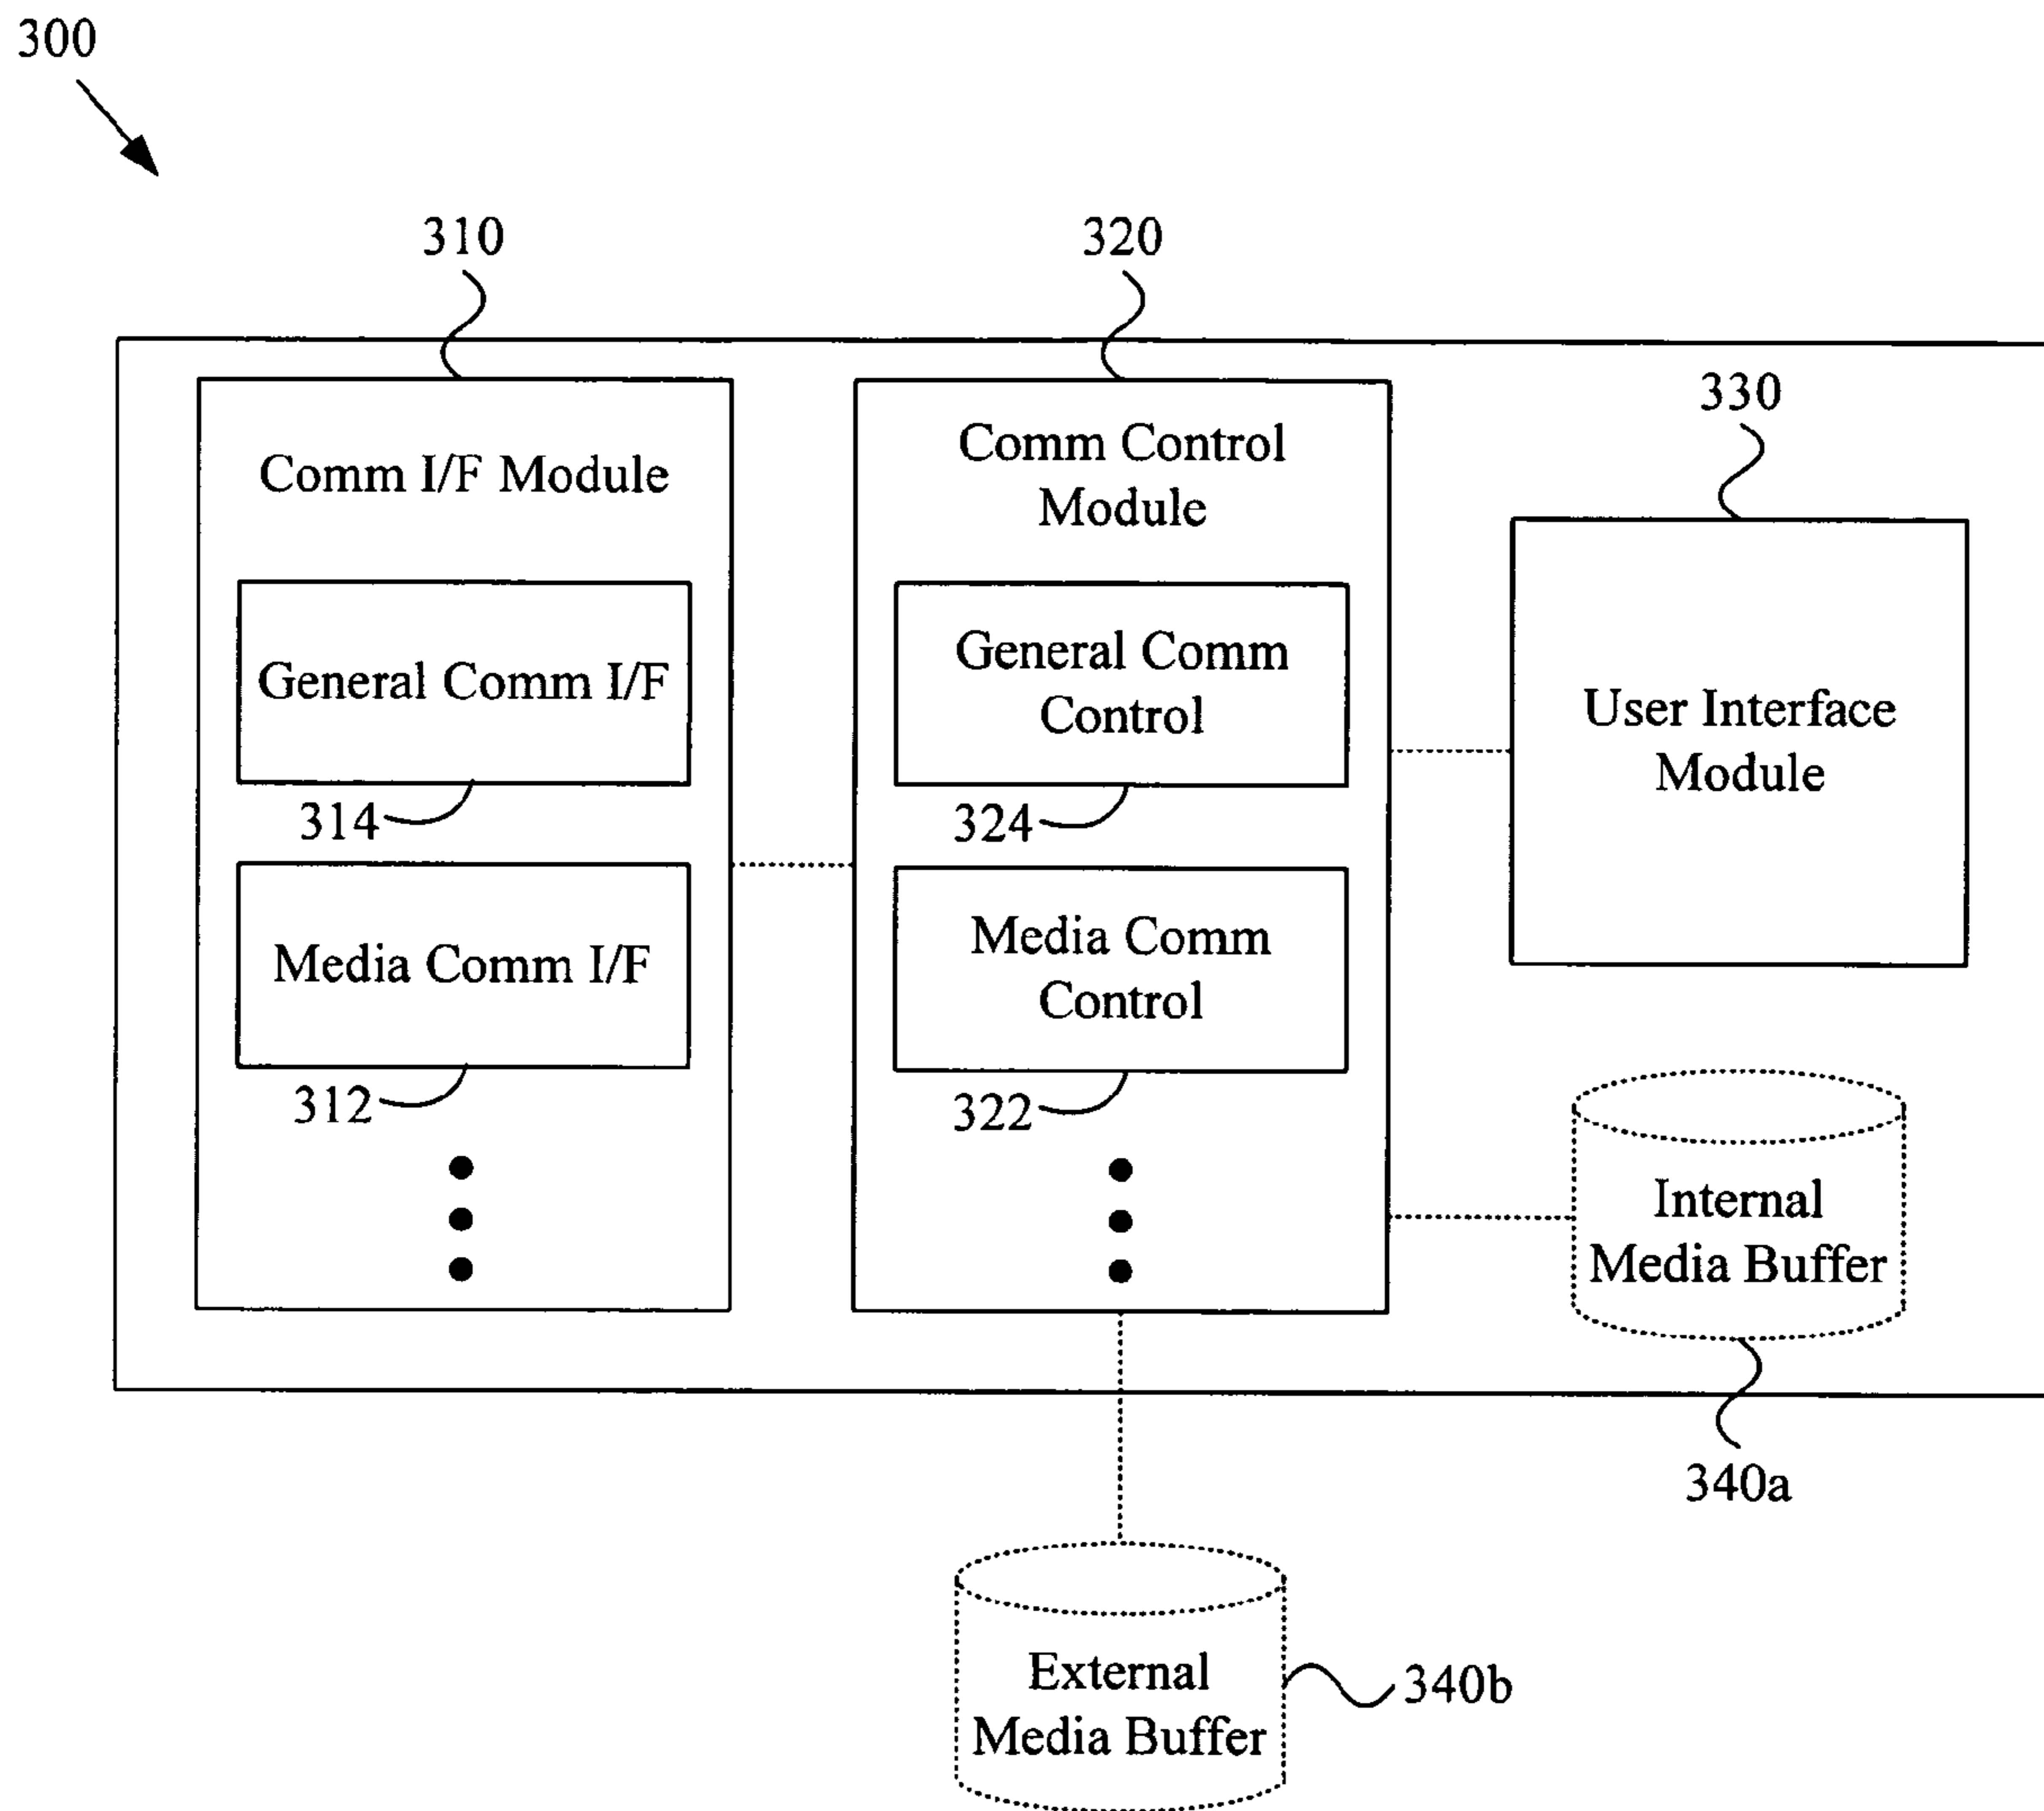 300
310
320
330
Comm I/F Module
Comm Control
Module
General Comm I/F
General Comm
Control
User Interface
Module
314
324
Media Comm I/F
Media Comm
Control
312
322
Internal
Media Buffer
340a
External
Media Buffer
340b